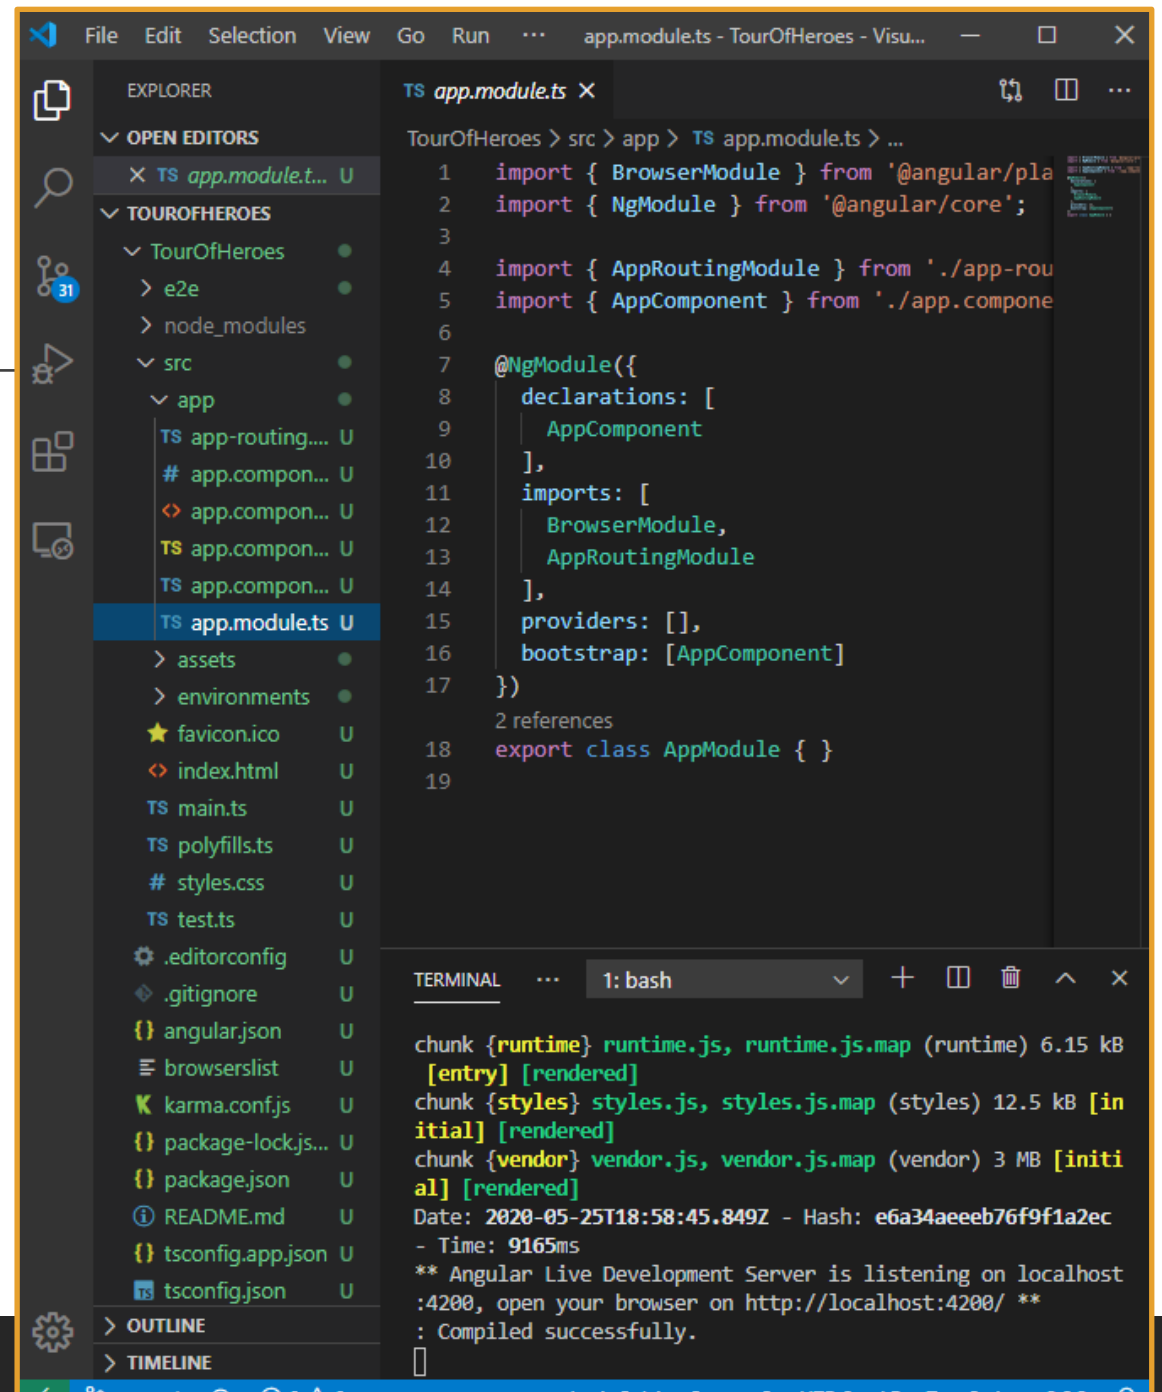 File Edit Selection View Go Run ··· app.module.ts - TourOfHeroes - Visu...
EXPLORER
OPEN EDITORS
TS app.module.t... U
TOUROFHEROES
TourOfHeroes
e2e
node_modules
src
app
TS app-routing.... U
# app.compon... U
<> app.compon... U
TS app.compon... U
TS app.compon... U
TS app.module.ts U
assets
environments
favicon.ico U
<> index.html U
TS main.ts U
TS polyfills.ts U
# styles.css U
TS test.ts U
.editorconfig U
.gitignore U
{} angular.json U
browserslist U
K karma.conf.js U
{} package-lock.js... U
{} package.json U
README.md U
{} tsconfig.app.json U
TS tsconfig.json U
OUTLINE
TIMELINE
31
TS app.module.ts
TourOfHeroes > src > app > TS app.module.ts > ...
1 import { BrowserModule } from '@angular/pla
2 import { NgModule } from '@angular/core';
3
4 import { AppRoutingModule } from './app-rou
5 import { AppComponent } from './app.compone
6
7 @NgModule({
8 declarations: [
9 AppComponent
10 ],
11 imports: [
12 BrowserModule,
13 AppRoutingModule
14 ],
15 providers: [],
16 bootstrap: [AppComponent]
17 })
2 references
18 export class AppModule { }
19
TERMINAL ··· 1: bash
chunk {runtime} runtime.js, runtime.js.map (runtime) 6.15 kB
[entry] [rendered]
chunk {styles} styles.js, styles.js.map (styles) 12.5 kB [in
itial] [rendered]
chunk {vendor} vendor.js, vendor.js.map (vendor) 3 MB [initi
al] [rendered]
Date: 2020-05-25T18:58:45.849Z - Hash: e6a34aeeeb76f9f1a2ec
- Time: 9165ms
** Angular Live Development Server is listening on localhost
:4200, open your browser on http://localhost:4200/ **
: Compiled successfully.